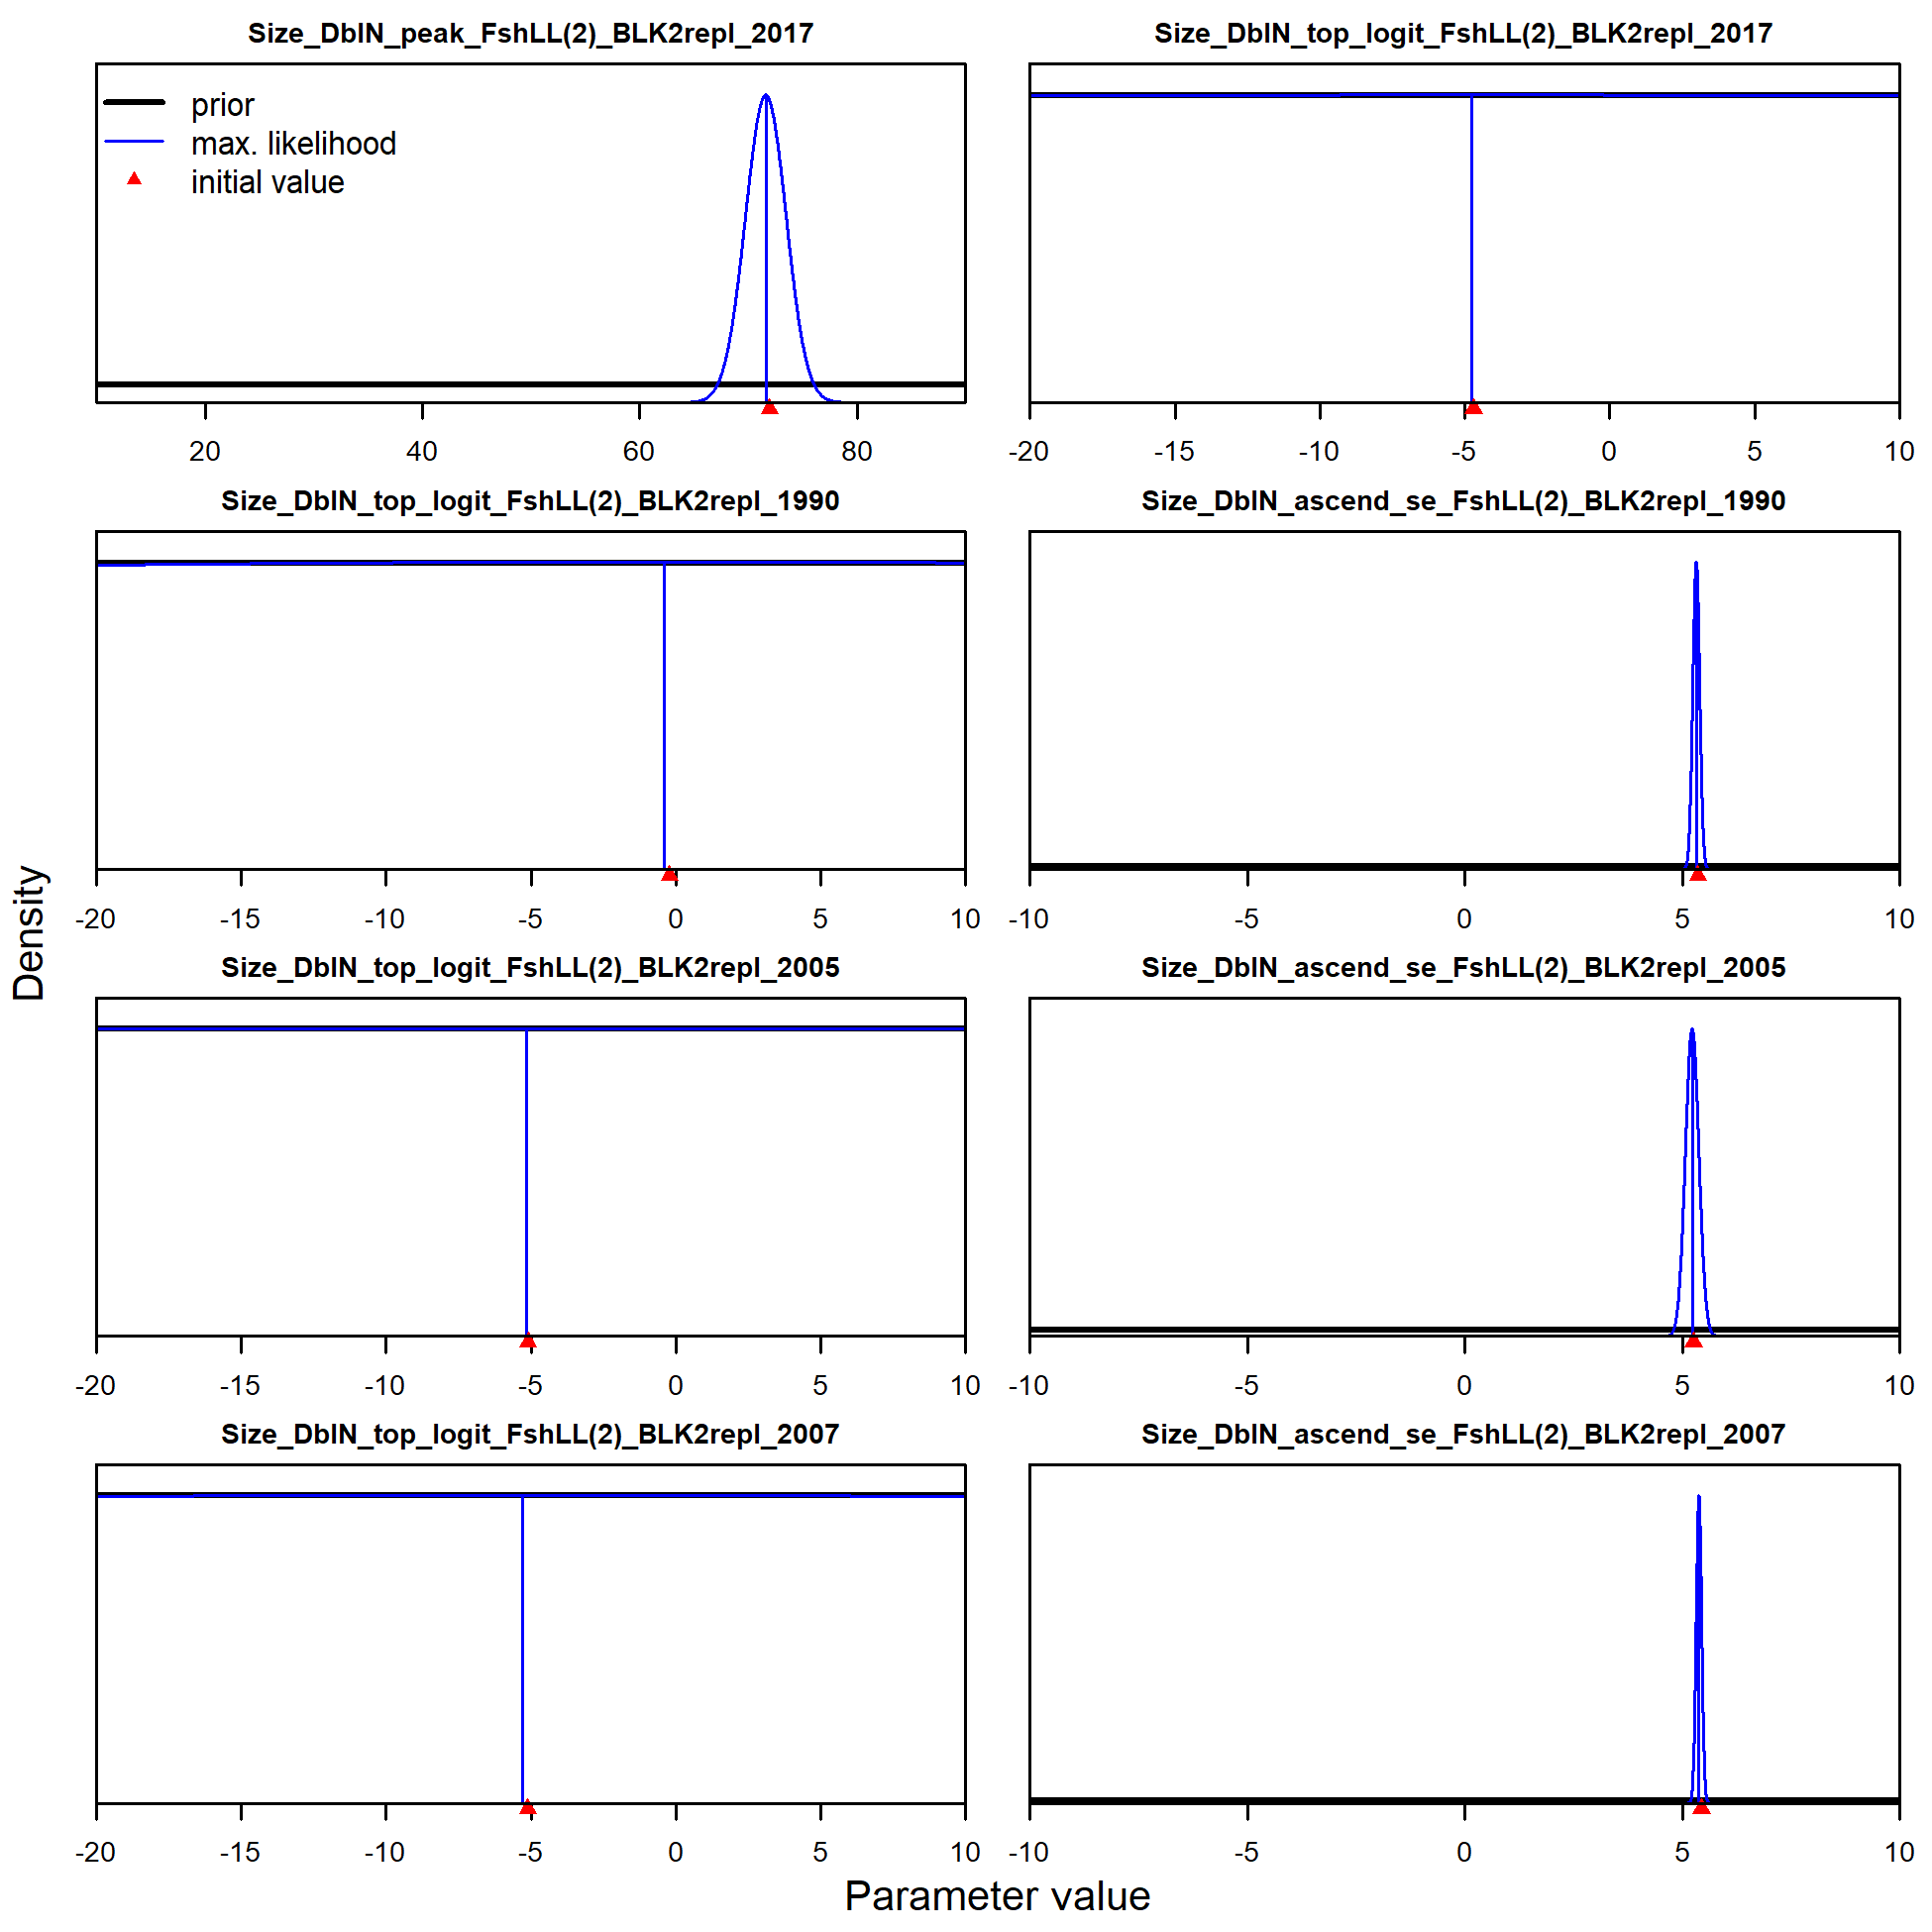 Size_DblN_peak_FshLL(2)_BLK2repl_2017
prior
max. likelihood
initial value
20 40 60 80
Size_DblN_top_logit_FshLL(2)_BLK2repl_2017
-20 -15 -10 -5 0 5 10
Size_DblN_top_logit_FshLL(2)_BLK2repl_1990
-20 -15 -10 -5 0 5 10
Size_DblN_ascend_se_FshLL(2)_BLK2repl_1990
-10 -5 0 5 10
Size_DblN_top_logit_FshLL(2)_BLK2repl_2005
-20 -15 -10 -5 0 5 10
Size_DblN_ascend_se_FshLL(2)_BLK2repl_2005
-10 -5 0 5 10
Size_DblN_top_logit_FshLL(2)_BLK2repl_2007
-20 -15 -10 -5 0 5 10
Size_DblN_ascend_se_FshLL(2)_BLK2repl_2007
-10 -5 0 5 10
Density
Parameter value